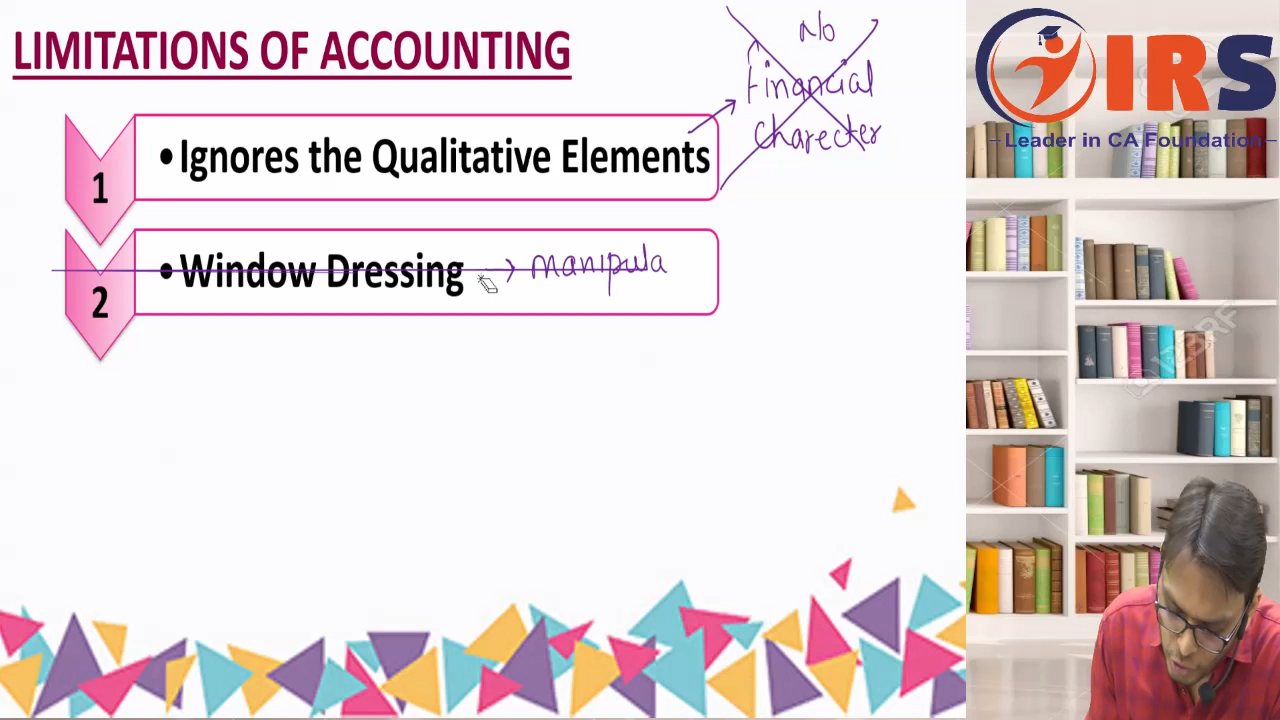 LIMITATIONS OF ACCOUNTING
a/c
Financial
Charecter
1
• Ignores the Qualitative Elements
2
• Window Dressing → manipula
IRS
-Leader in CA Foundation-
123RF